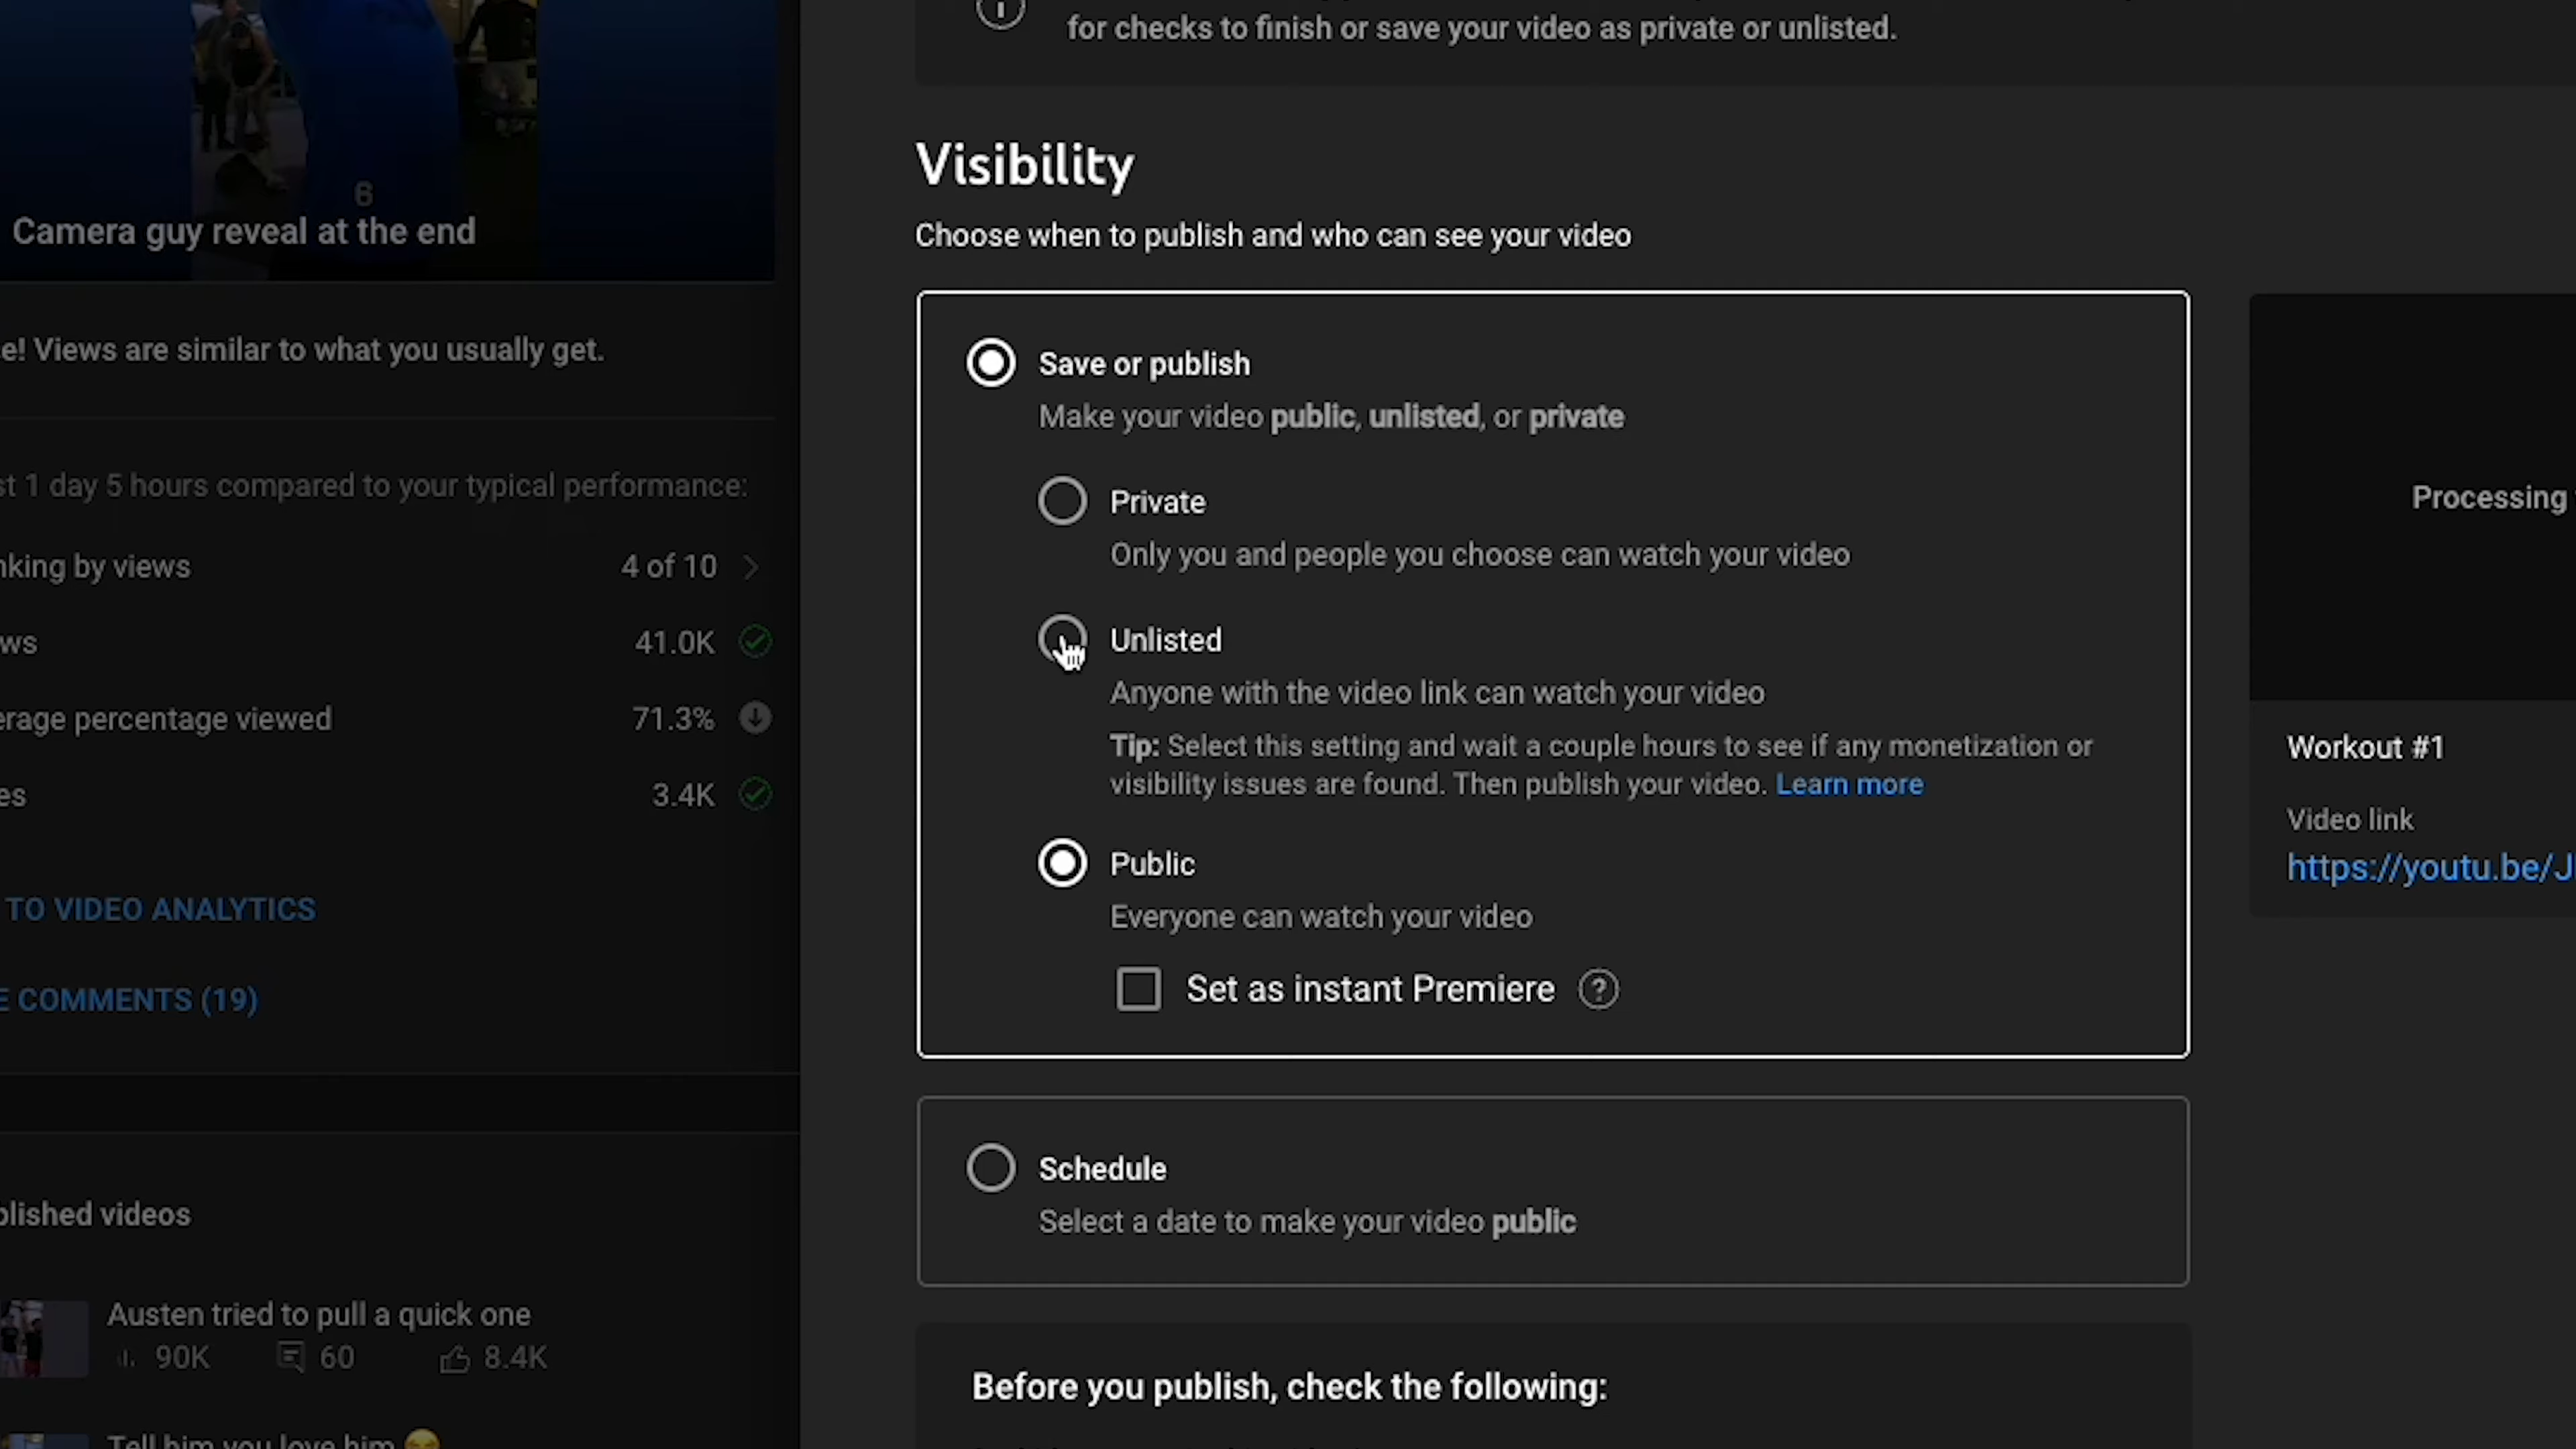 for checks to finish or save your video as private or unlisted.
6
Camera guy reveal at the end
e! Views are similar to what you usually get.
1 day 5 hours compared to your typical performance:
by views 4 of 10
41.0K
percentage viewed 71.3%
3.4K
TO VIDEO ANALYTICS
COMMENTS (19)
videos
Austen tried to pull a quick one
90K 60 8.4K
Tell him you love him
Visibility
Choose when to publish and who can see your video
Save or publish
Make your video public, unlisted, or private
Private
Only you and people you choose can watch your video
Unlisted
Anyone with the video link can watch your video
Tip: Select this setting and wait a couple hours to see if any monetization or
visibility issues are found. Then publish your video. Learn more
Public
Everyone can watch your video
Set as instant Premiere ?
Schedule
Select a date to make your video public
Before you publish, check the following:
Processing
Workout #1
Video link
https://youtu.be/J